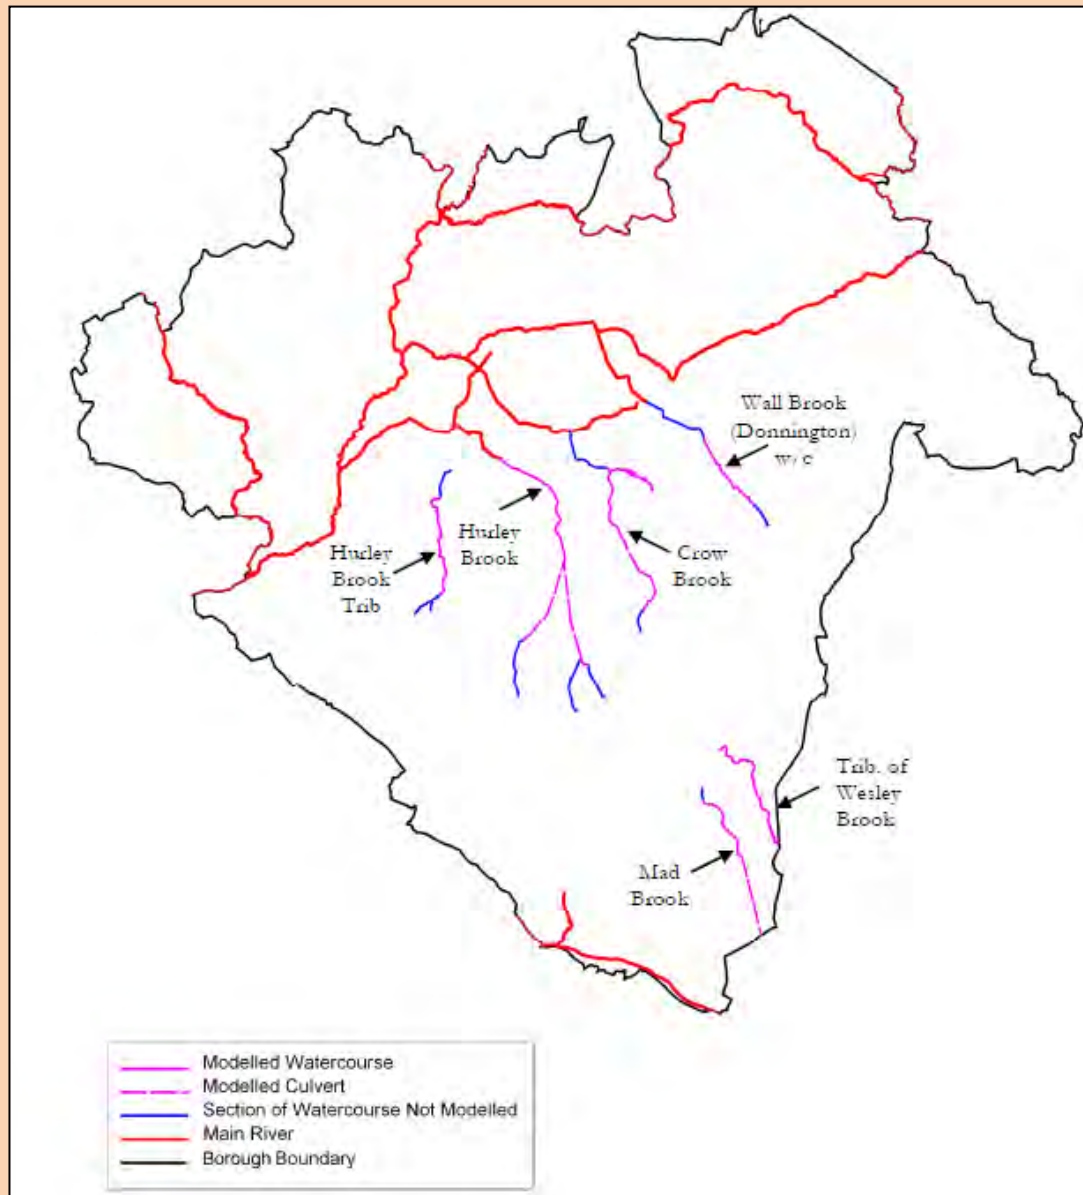 Wall Brook
(Donnington)
w/c
Hurley
Brook
Hurley
Brook
Trib
Crow
Brook
Trib. of
Wesley
Brook
Mad
Brook
Modelled Watercourse
Modelled Culvert
Section of Watercourse Not Modelled
Main River
Borough Boundary